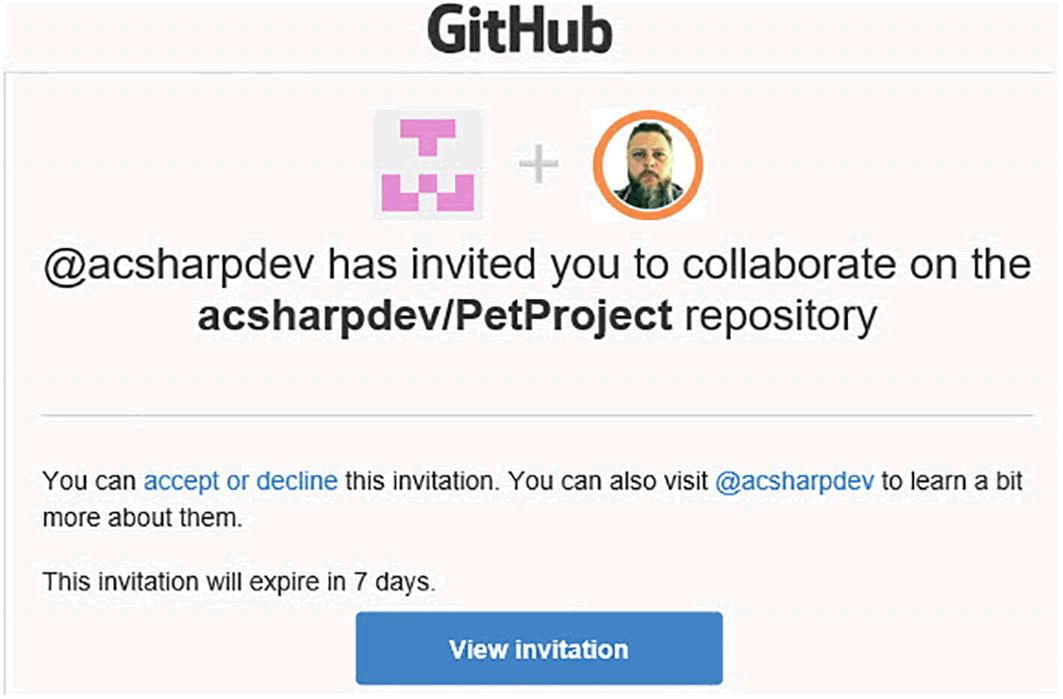 GitHub
@acsharpdev has invited you to collaborate on the
acsharpdev/PetProject repository
You can accept or decline this invitation. You can also visit @acsharpdev to learn a bit
more about them.
This invitation will expire in 7 days.
View invitation